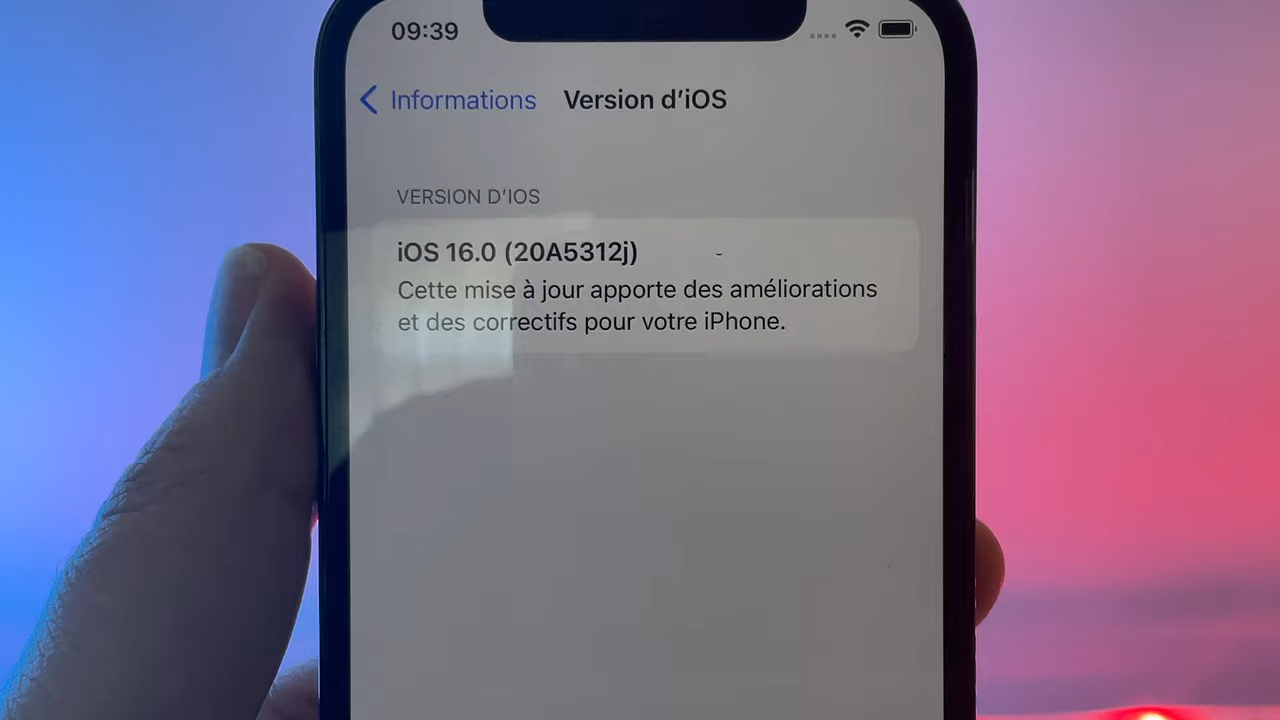 09:39
Informations Version d’iOS
VERSION D’IOS
iOS 16.0 (20A5312j)
Cette mise à jour apporte des améliorations
et des correctifs pour votre iPhone.